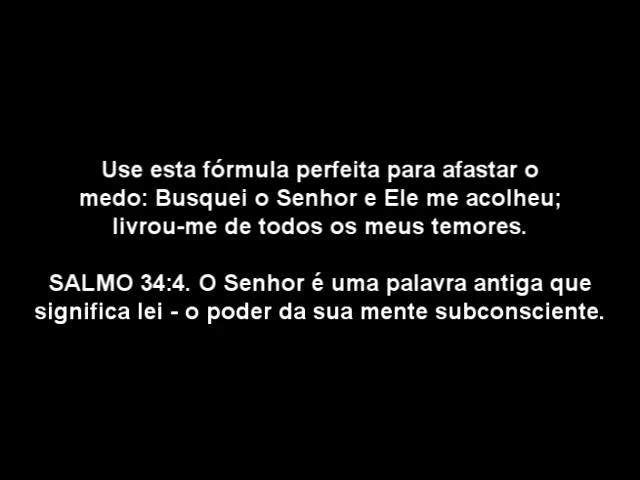 Use esta fórmula perfeita para afastar o
medo: Busquei o Senhor e Ele me acolheu;
livrou-me de todos os meus temores.
SALMO 34:4. O Senhor é uma palavra antiga que
significa lei - o poder da sua mente subconsciente.